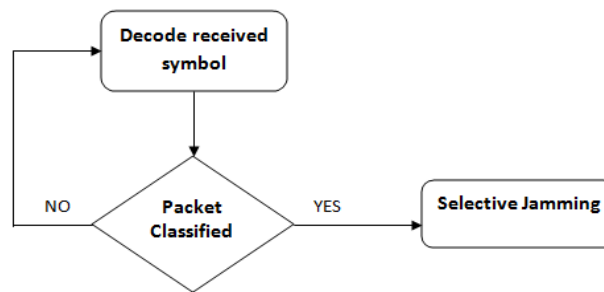 Decode received
symbol
NO
Packet
Classified
YES
Selective Jamming